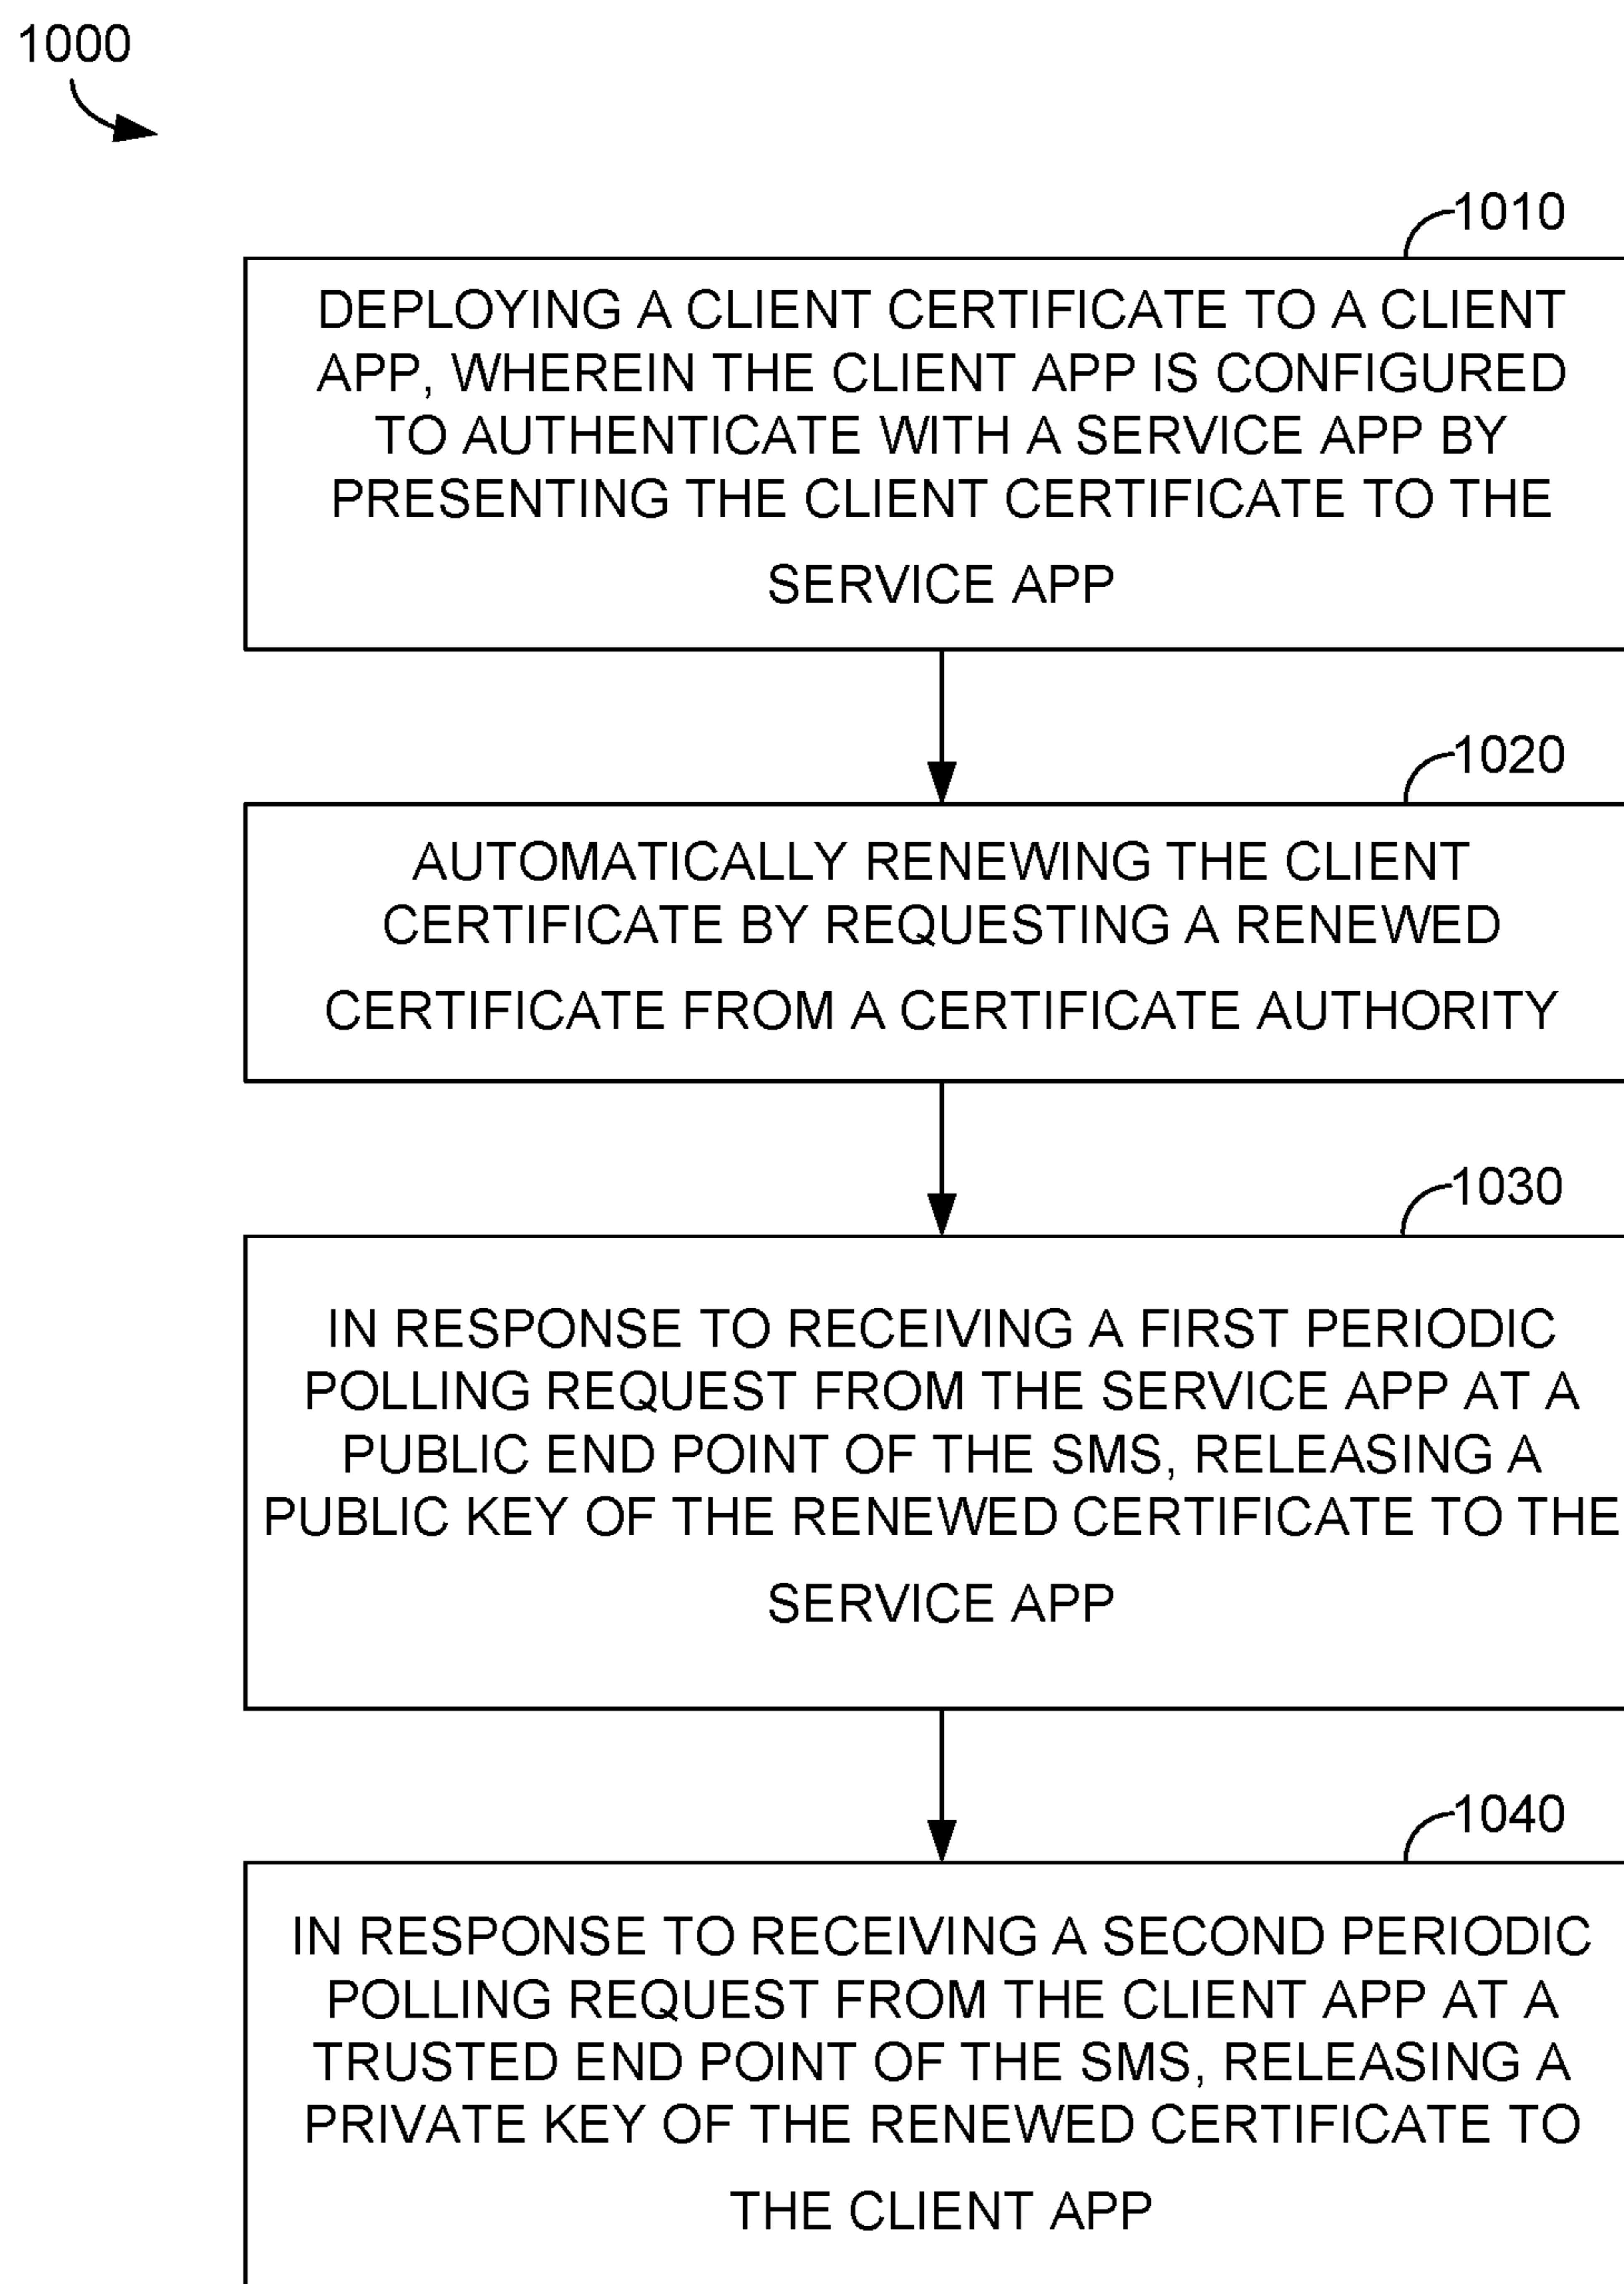 1000
1010
DEPLOYING A CLIENT CERTIFICATE TO A CLIENT
APP, WHEREIN THE CLIENT APP IS CONFIGURED
TO AUTHENTICATE WITH A SERVICE APP BY
PRESENTING THE CLIENT CERTIFICATE TO THE
SERVICE APP
1020
AUTOMATICALLY RENEWING THE CLIENT
CERTIFICATE BY REQUESTING A RENEWED
CERTIFICATE FROM A CERTIFICATE AUTHORITY
1030
IN RESPONSE TO RECEIVING A FIRST PERIODIC
POLLING REQUEST FROM THE SERVICE APP AT A
PUBLIC END POINT OF THE SMS, RELEASING A
PUBLIC KEY OF THE RENEWED CERTIFICATE TO THE
SERVICE APP
1040
IN RESPONSE TO RECEIVING A SECOND PERIODIC
POLLING REQUEST FROM THE CLIENT APP AT A
TRUSTED END POINT OF THE SMS, RELEASING A
PRIVATE KEY OF THE RENEWED CERTIFICATE TO
THE CLIENT APP